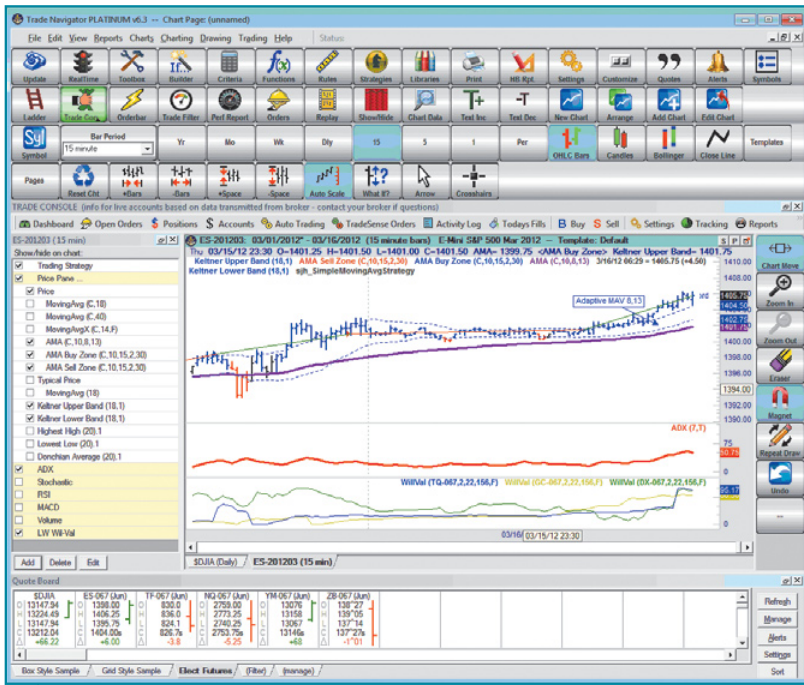 Trade Navigator PLATINUM v6.3 -- Chart Page: (unnamed)
File Edit View Reports Charts Charting Drawing Trading Help Status:
Update RealTime Toolbox Builder Criteria Functions Rules Strategies Libraries Print HB Rpt. Settings Customize Quotes Alerts Symbols
Ladder Trade Con. Orderbar Trade Filter Perf Report Orders Replay Show/Hide Chart Data Text Inc Text Dec New Chart Arrange Add Chart Edit Chart
Symbol Bar Period 15 minute Yr Mo Wk Dly 15 5 1 Per OHLC Bars Candles Bollinger Close Line Templates
Pages Reset Cht +Bars -Bars +Space -Space Auto Scale What If? Arrow Crosshairs
TRADE CONSOLE (info for live accounts based on data transmitted from broker - contact your broker if questions)
Dashboard Open Orders $ Positions $ Accounts Auto Trading TradeSense Orders Activity Log Todays Fills B Buy S Sell Settings Tracking Reports
ES-201203 (15 min)
Show/hide on chart:
Trading Strategy
Price Pane ...
Price
MovingAvg (C,18)
MovingAvg (C,40)
MovingAvgX (C,14,F)
AMA (C,10,8,13)
AMA Buy Zone (C,10,15,2,30)
AMA Sell Zone (C,10,15,2,30)
Typical Price
MovingAvg (18)
Keltner Upper Band (18,1)
Keltner Lower Band (18,1)
Highest High (20).1
Lowest Low (20).1
Donchian Average (20).1
ADX
Stochastic
RSI
MACD
Volume
LW Wil-Val
Add Delete Edit
ES-201203: 03/01/2012* - 03/16/2012 (15 minute bars) E-Mini S&P 500 Mar 2012 -- Template: Default
Thu 03/15/12 23:30 O=1401.25 H=1401.50 L=1401.00 C=1401.50 AMA= 1399.75 <AMA Buy Zone> Keltner Upper Band= 1401.75
Keltner Upper Band (18,1) AMA Sell Zone (C,10,15,2,30) AMA Buy Zone (C,10,15,2,30) AMA (C,10,8,13) 3/16/12 06:29 = 1405.75 (+4.50)
Keltner Lower Band (18,1) sjh_SimpleMovingAvgStrategy
Adaptive MAV 8,13
1410.00
1408.00
1405.75
1404.50
1402.75
1401.75
1400.00
1398.00
1396.00
1394.00
1392.00
1390.00
ADX (7,T)
75
50.75
0
WillVal (TQ-067,2,22,156,F) WillVal (GC-067,2,22,156,F) WillVal (DX-067,2,22,156,F)
95.17
0
03/16/ 03/15/12 23:30
$DJIA (Daily) ES-201203 (15 min)
Chart Move
Zoom In
Zoom Out
Eraser
Magnet
Repeat Draw
Undo
Quote Board
$DJIA ES-067 (Jun) TF-067 (Jun) NQ-067 (Jun) YM-067 (Jun) ZB-067 (Jun)
O 13147.94 O 1398.00 O 830.0 O 2759.00 O 13076 O 138^27
H 13224.49 H 1406.25 H 836.0 H 2773.25 H 13158 H 139^05
L 13147.94 L 1395.75 L 824.1 L 2740.25 L 13067 L 137^14
C 13212.04 C 1404.00s C 826.7s C 2753.75s C 13146s C 137^27s
Δ +66.22 Δ +6.00 Δ -3.8 Δ -5.25 Δ +68 Δ -1^01
Refresh
Manage
Alerts
Settings
Sort
Box Style Sample Grid Style Sample Elect Futures (Filter) (manage)